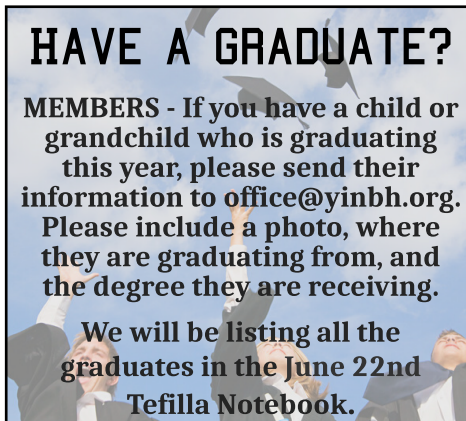 HAVE A GRADUATE?
MEMBERS - If you have a child or
grandchild who is graduating
this year, please send their
information to office@yinbh.org.
Please include a photo, where
they are graduating from, and
the degree they are receiving.
We will be listing all the
graduates in the June 22nd
Tefilla Notebook.